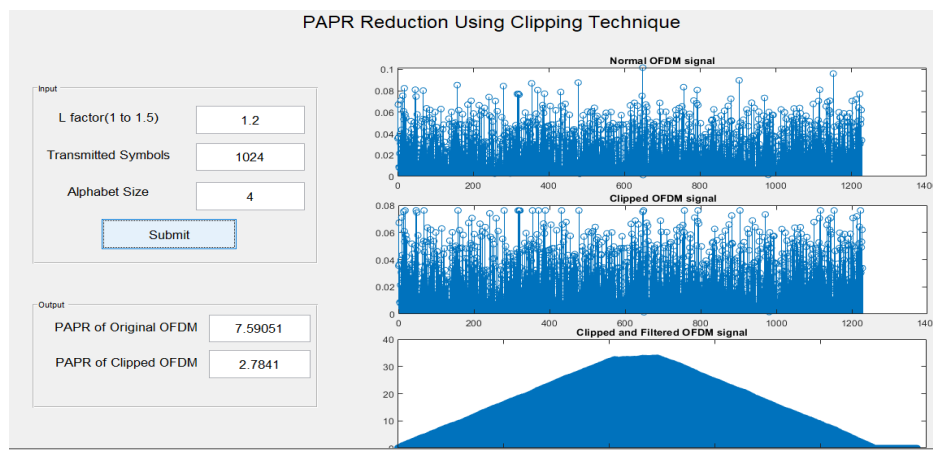 PAPR Reduction Using Clipping Technique
Input
L factor(1 to 1.5)
1.2
Transmitted Symbols
1024
Alphabet Size
4
Submit
Output
PAPR of Original OFDM
7.59051
PAPR of Clipped OFDM
2.7841
Normal OFDM signal
0.1
0.08
0.06
0.04
0.02
0
0 200 400 600 800 1000 1200 1400
Clipped OFDM signal
0.08
0.06
0.04
0.02
0
0 200 400 600 800 1000 1200 1400
Clipped and Filtered OFDM signal
40
30
20
10
0